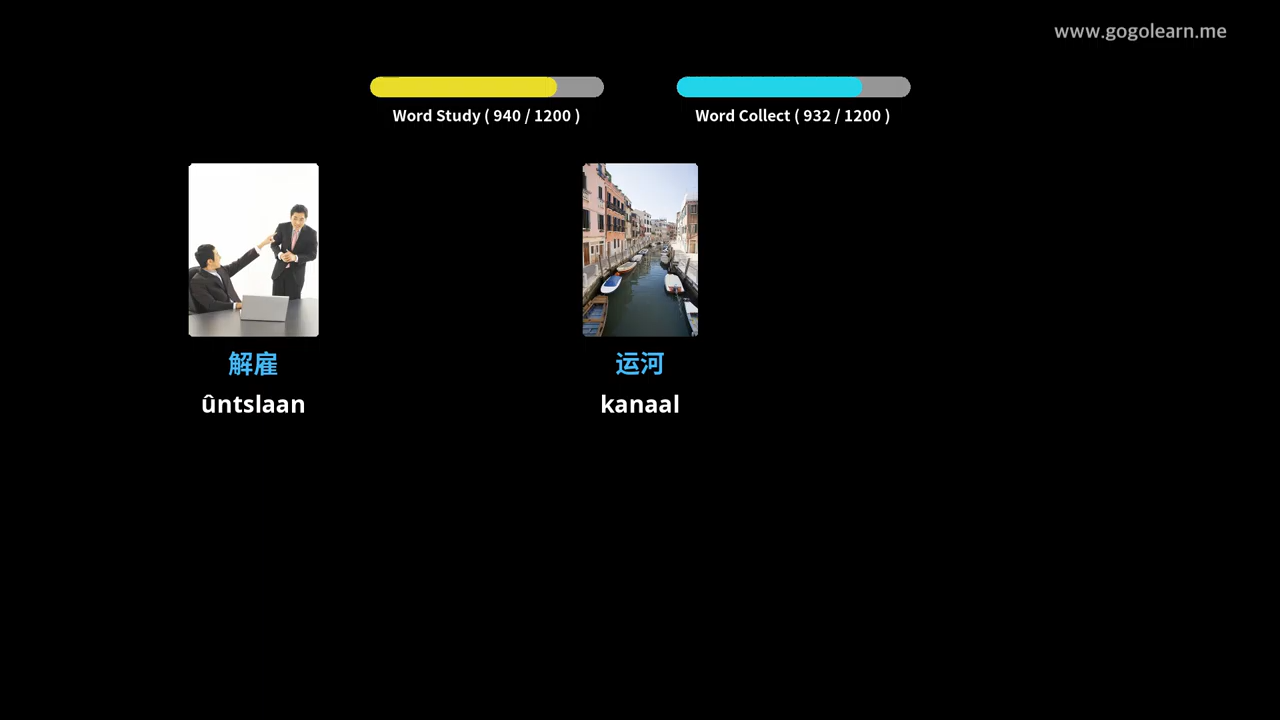 www.gogolearn.me
Word Study ( 940 / 1200 )
Word Collect ( 932 / 1200 )
解雇
运河
ûntslaan
kanaal